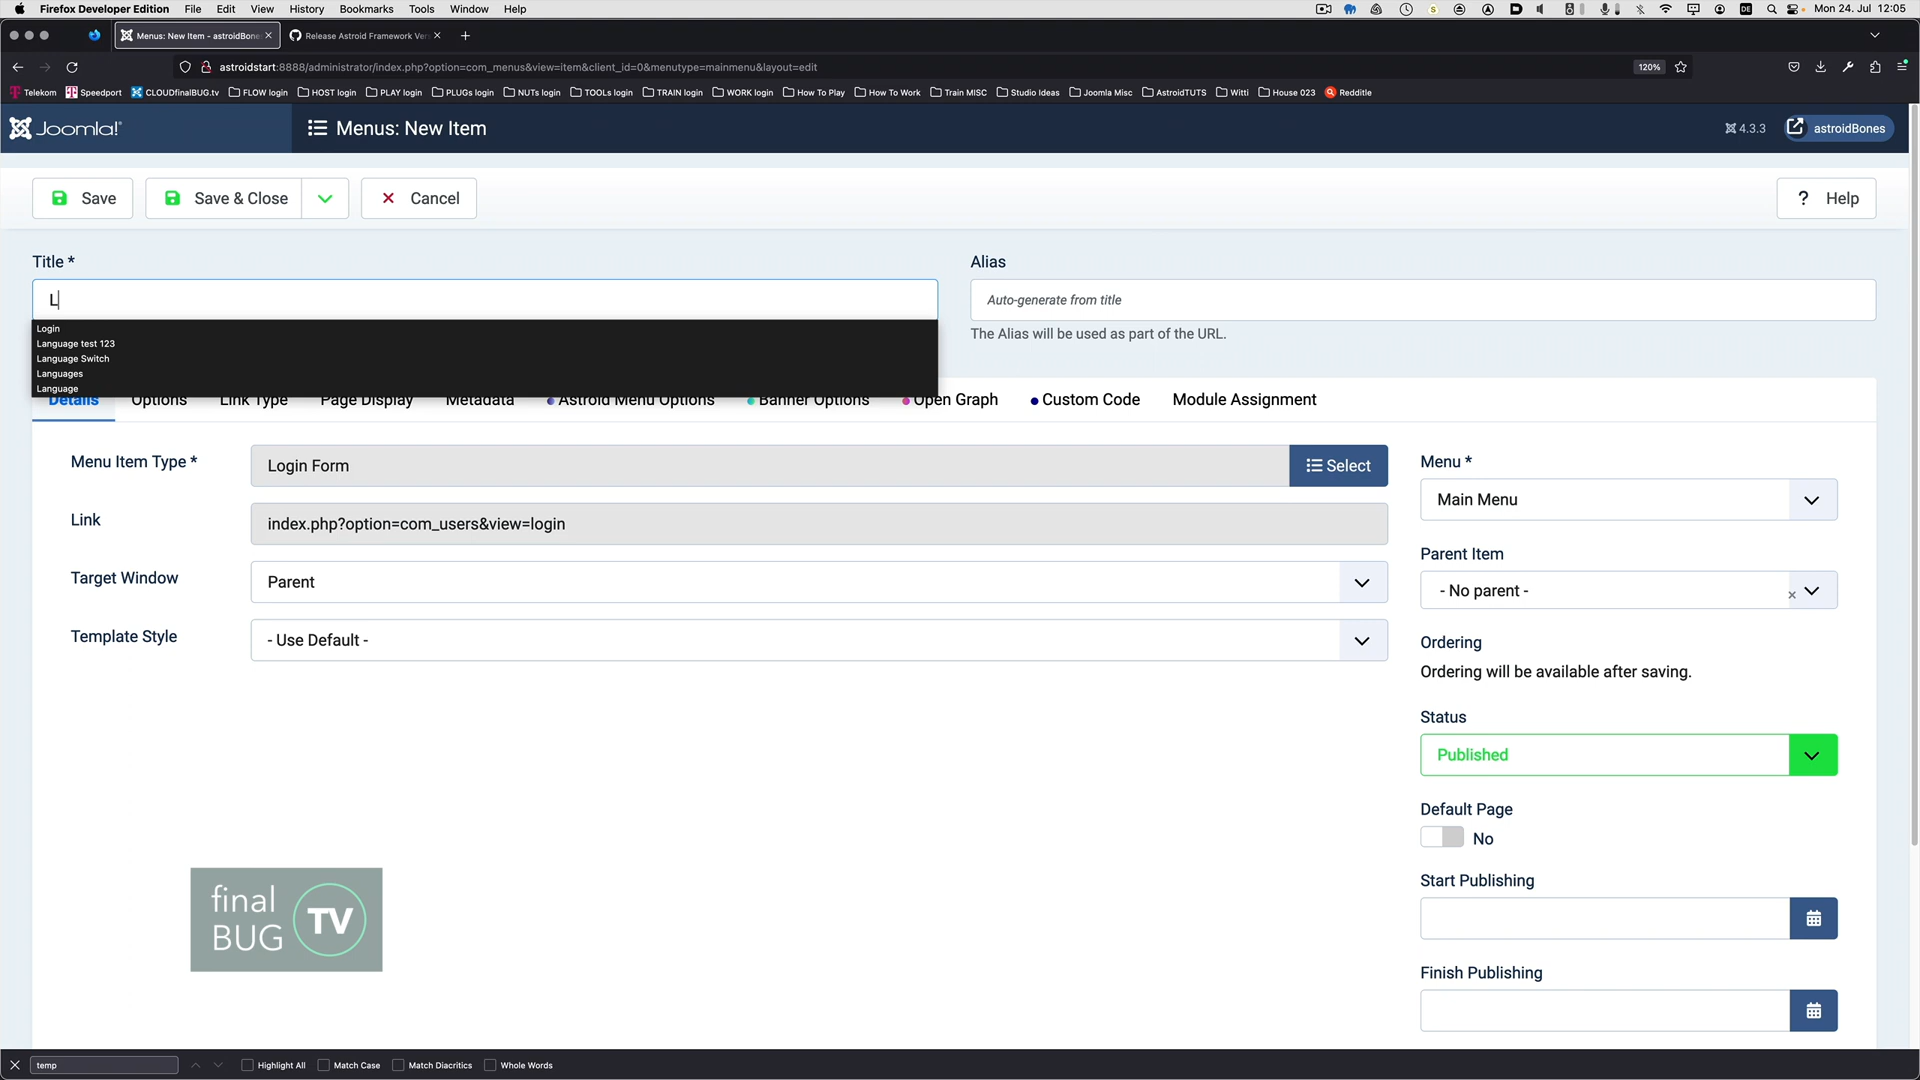 Firefox Developer Edition File Edit View History Bookmarks Tools Window Help Mon 24. Jul 12:05
Menus: New Item - astroidBones Release Astroid Framework Ver
astroidstart:8888/administrator/index.php?option=com_menus&view=item&client_id=0&menutype=mainmenu&layout=edit 120%
Telekom Speedport CLOUDfinalBUG.tv FLOW login HOST login PLAY login PLUGs login NUTs login TOOLs login TRAIN login WORK login How To Play How To Work Train MISC Studio Ideas Joomla Misc AstroidTUTS Witti House 023 Redditle
Joomla!® Menus: New Item 4.3.3 astroidBones
Save Save & Close Cancel ? Help
Title * Alias
L Auto-generate from title
The Alias will be used as part of the URL.
Login
Language test 123
Language Switch
Languages
Language
Details Options Link Type Page Display Metadata Astroid Menu Options Banner Options Open Graph Custom Code Module Assignment
Menu Item Type * Login Form Select
Link index.php?option=com_users&view=login
Target Window Parent
Template Style - Use Default -
Menu *
Main Menu
Parent Item
- No parent -
Ordering
Ordering will be available after saving.
Status
Published
Default Page
No
Start Publishing
Finish Publishing
final
BUG TV
temp Highlight All Match Case Match Diacritics Whole Words